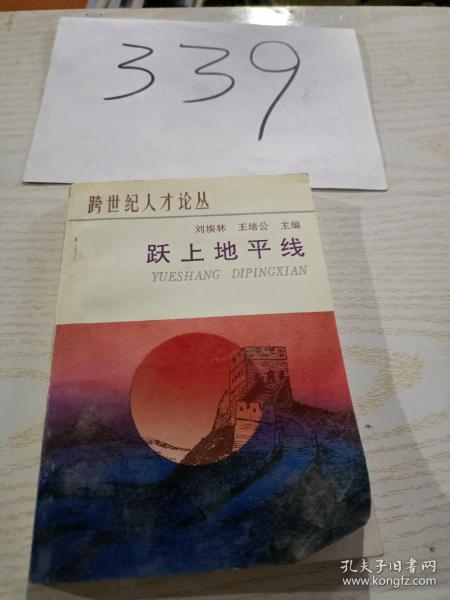 339
跨世纪人才论丛
刘埃林 王培公 主编
跃上地平线
YUESHANG DIPINGXIAN
孔夫子旧书网
www.kongfz.com